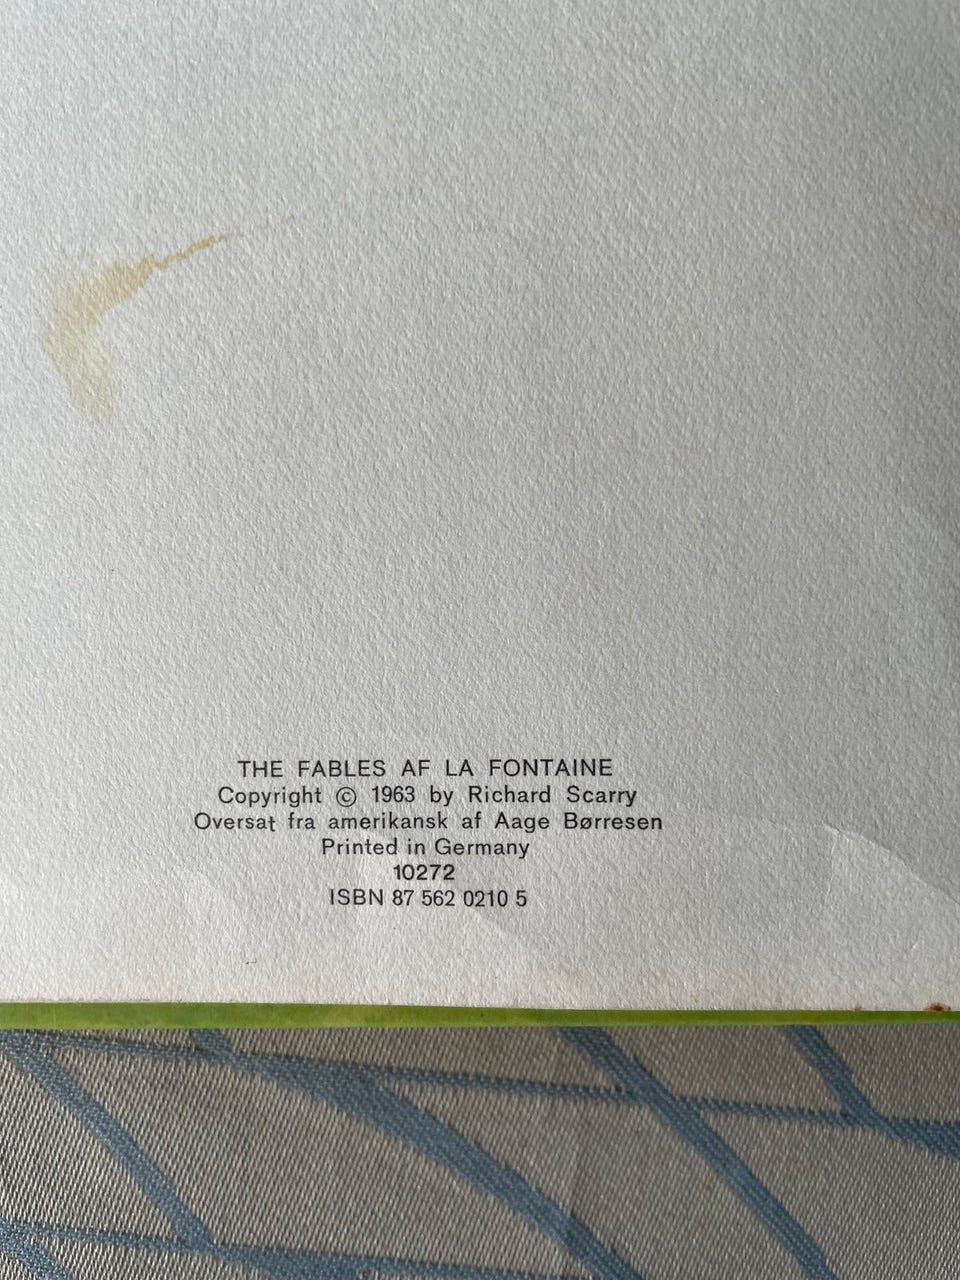 THE FABLES AF LA FONTAINE
Copyright © 1963 by Richard Scarry
Oversat fra amerikansk af Aage Børresen
Printed in Germany
10272
ISBN 87 562 0210 5